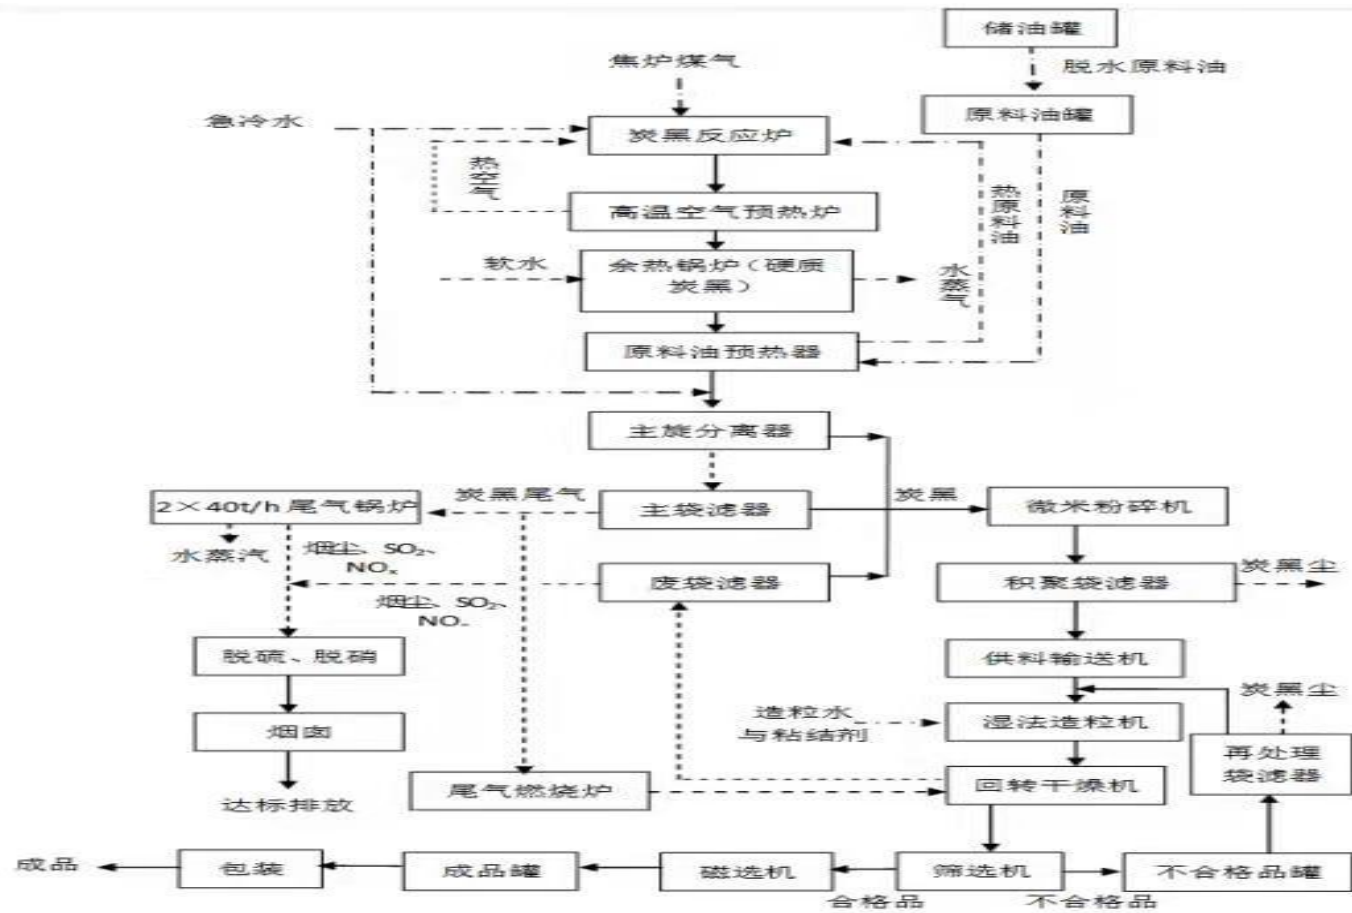 储油罐
焦炉煤气
脱水原料油
急冷水
原料油罐
炭黑反应炉
热
空
气
高温空气预热炉
热
原
料
油
原
料
油
软水
余热锅炉（硬质
炭黑）
水
蒸
气
原料油预热器
主旋分离器
2×40t/h 尾气锅炉
炭黑尾气
主袋滤器
炭黑
微米粉碎机
水蒸汽
烟尘、SO₂、
NOₓ
废袋滤器
积聚袋滤器
炭黑尘
烟尘、SO₂、
NO
脱硫、脱硝
供料输送机
炭黑尘
烟囱
造粒水
与粘结剂
湿法造粒机
再处理
袋滤器
尾气燃烧炉
回转干燥机
达标排放
成品
包装
成品罐
磁选机
筛选机
不合格品罐
合格品
不合格品